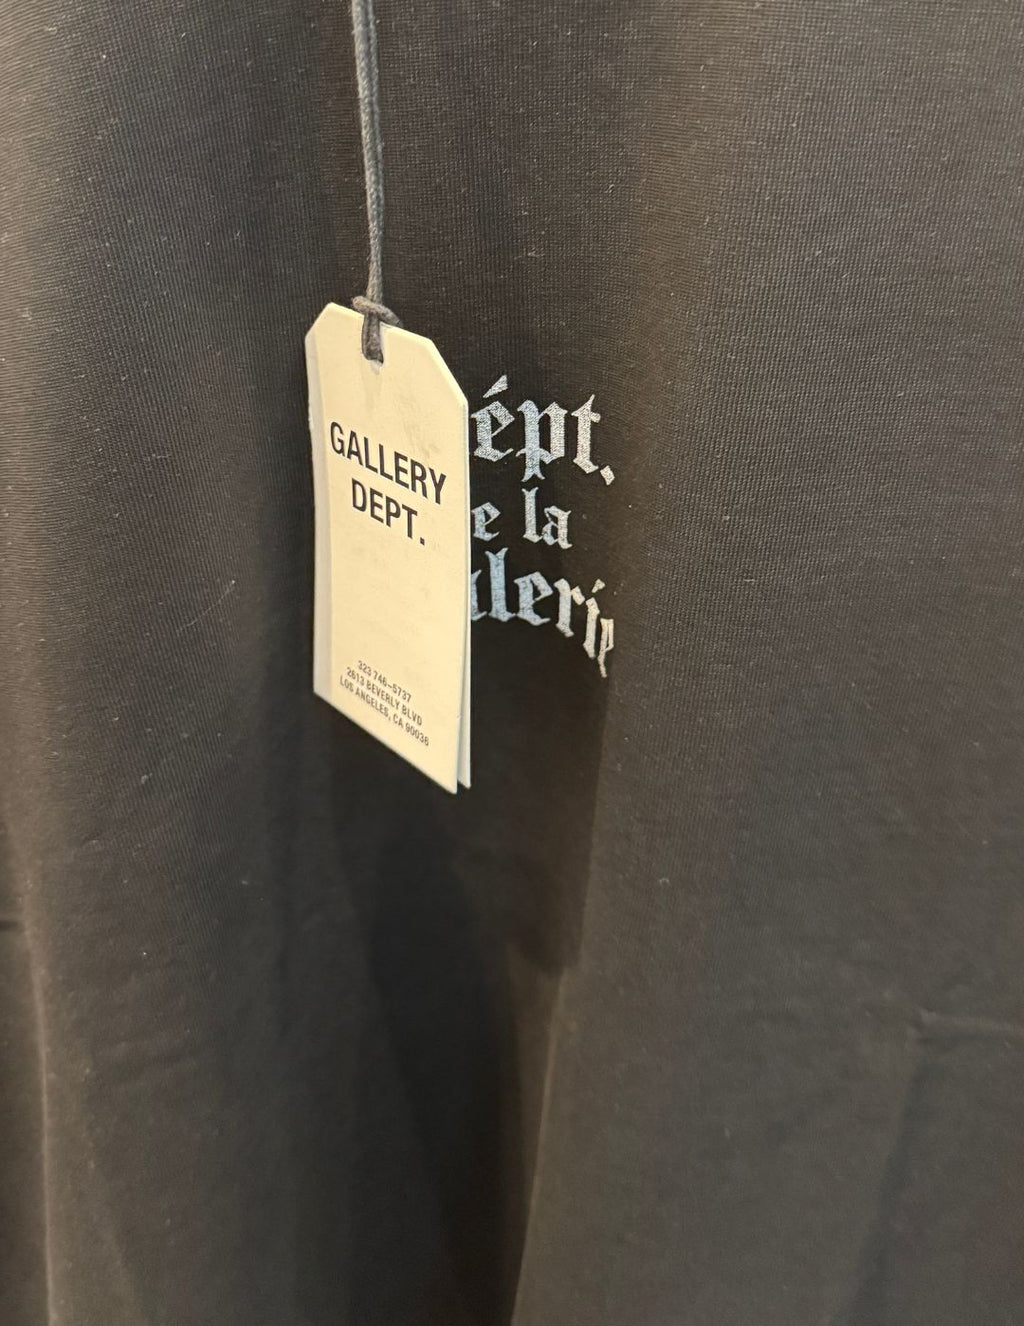 GALLERY
DEPT.
323 746-5737
2613 BEVERLY BLVD
LOS ANGELES, CA 90036
épt.
e la
lerie